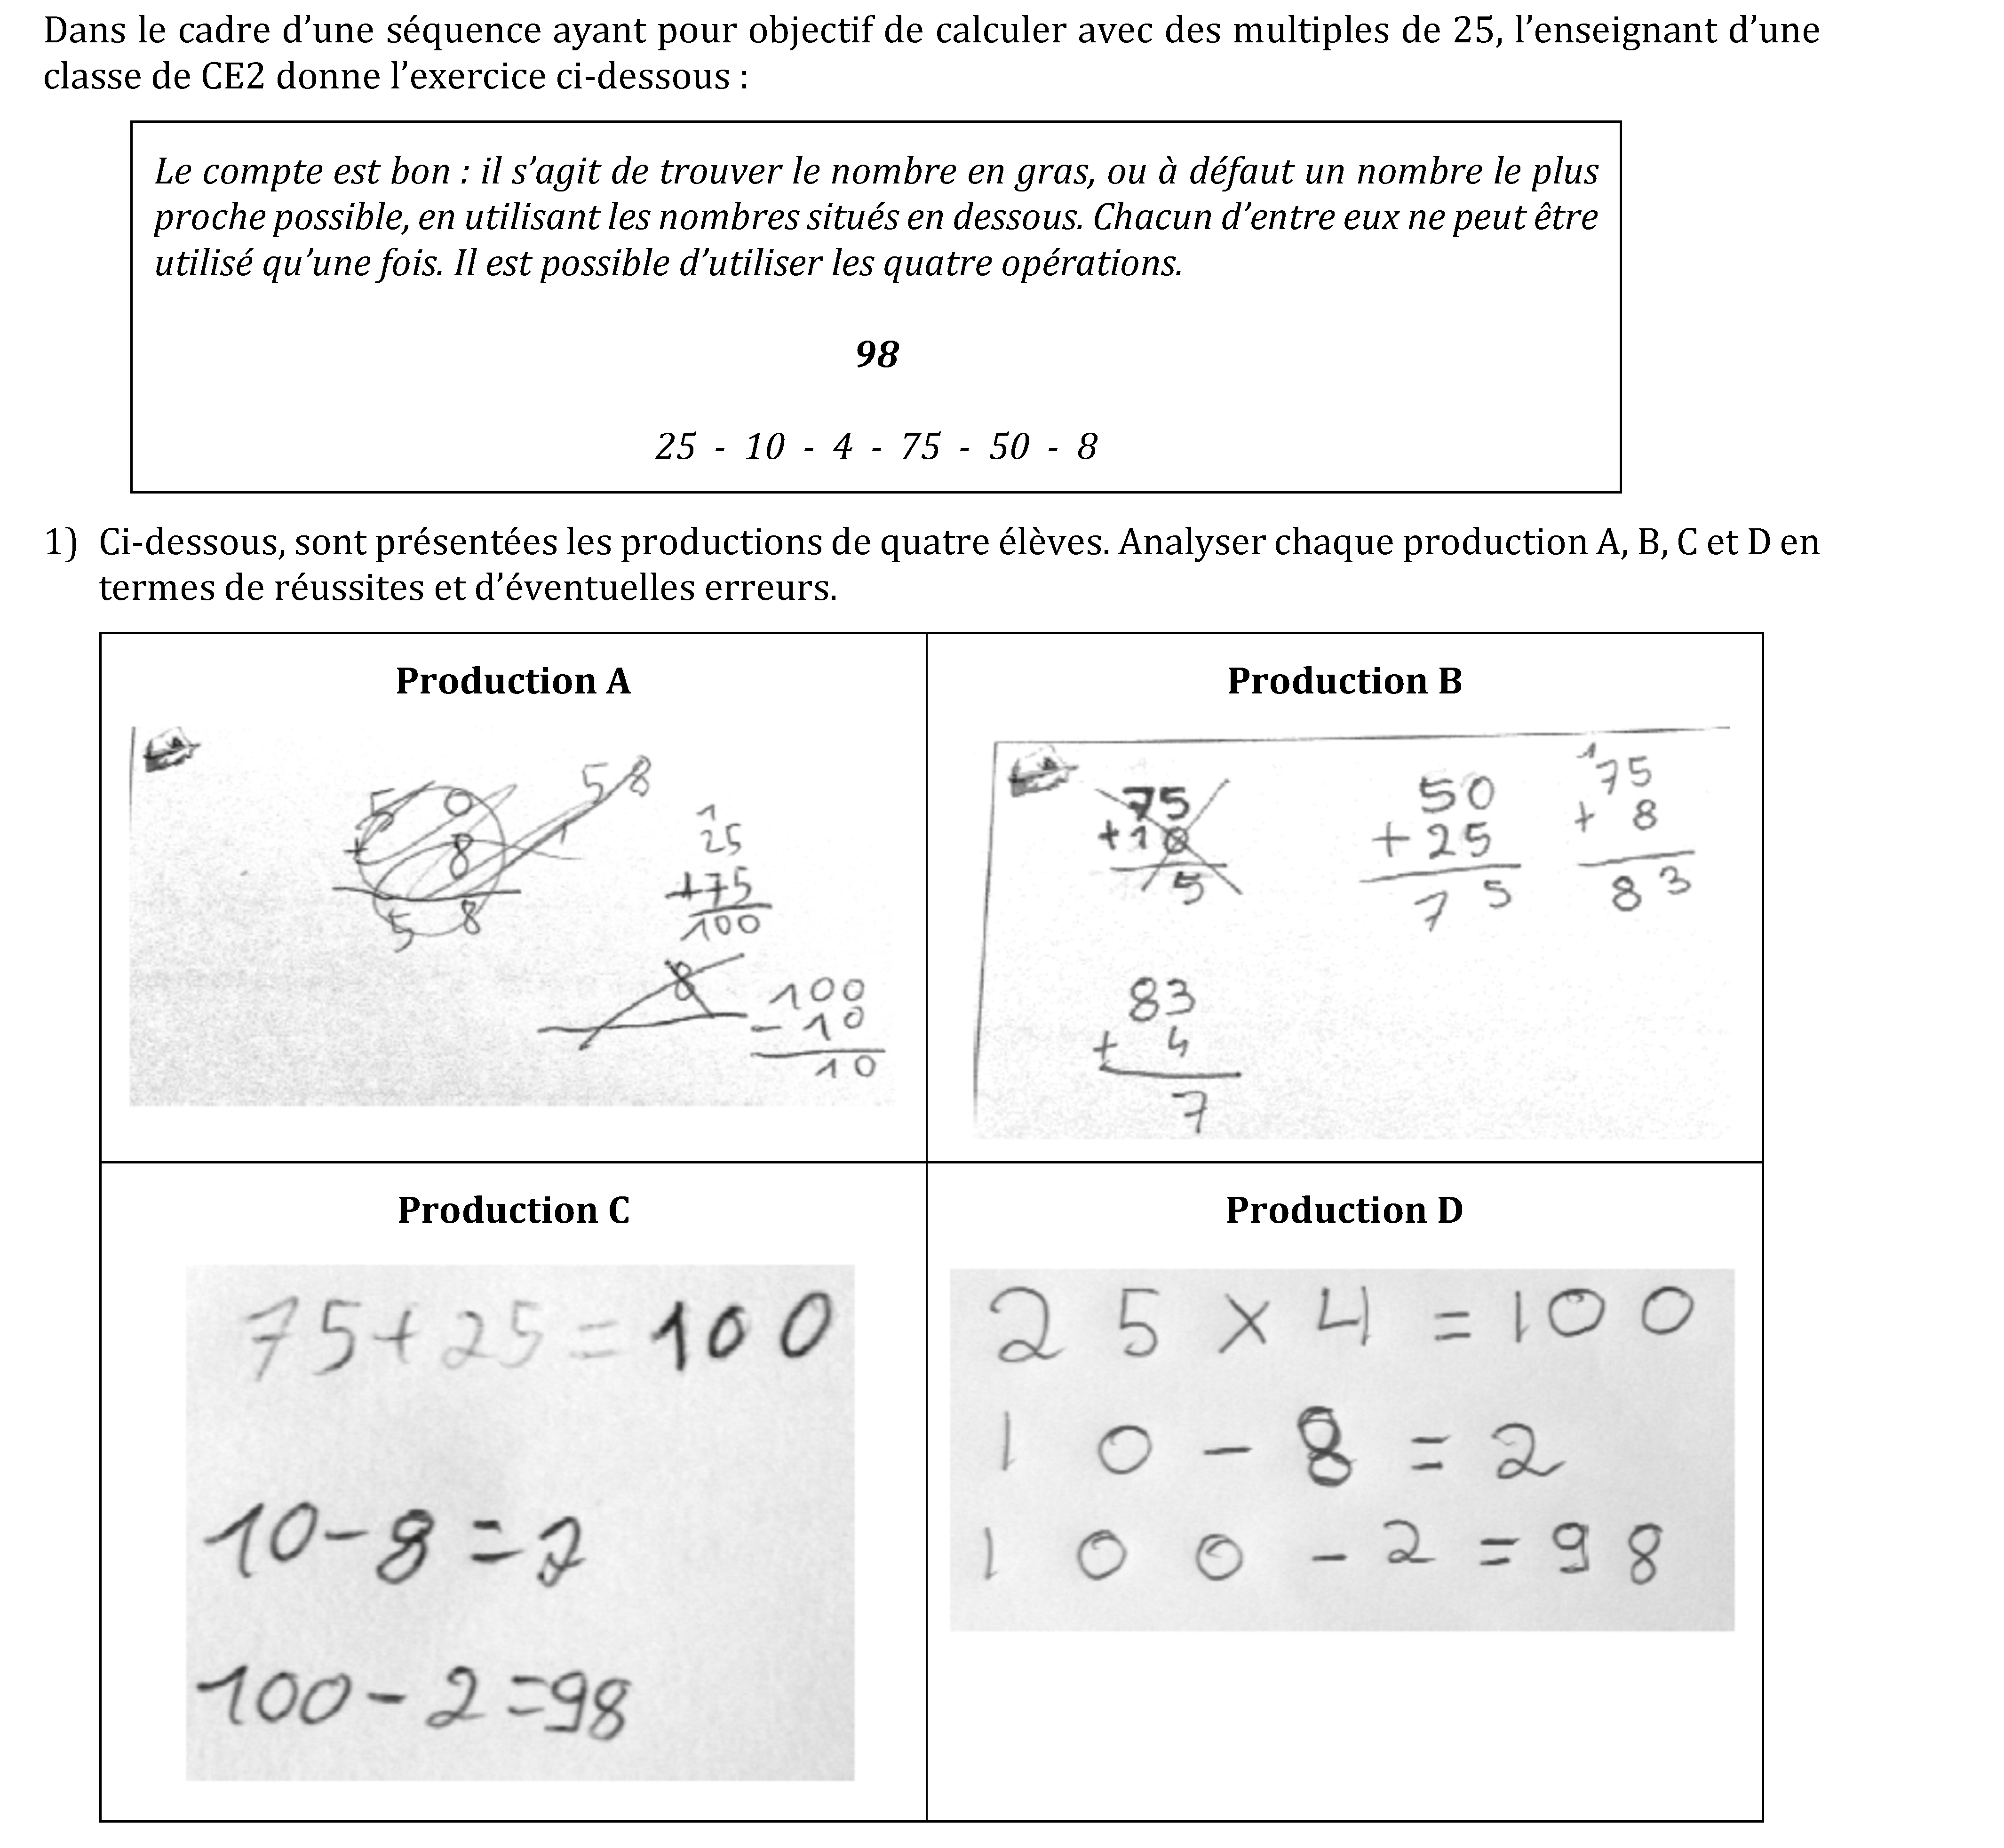 Dans le cadre d’une séquence ayant pour objectif de calculer avec des multiples de 25, l’enseignant d’une
classe de CE2 donne l’exercice ci-dessous :
Le compte est bon : il s’agit de trouver le nombre en gras, ou à défaut un nombre le plus
proche possible, en utilisant les nombres situés en dessous. Chacun d’entre eux ne peut être
utilisé qu’une fois. Il est possible d’utiliser les quatre opérations.
98
25 - 10 - 4 - 75 - 50 - 8
1) Ci-dessous, sont présentées les productions de quatre élèves. Analyser chaque production A, B, C et D en
termes de réussites et d’éventuelles erreurs.
Production A
50
+ 8
58
58
1
25
+75
100
8
100
- 10
10
Production B
75
+10
5
50
+ 25
75
1
75
+ 8
83
83
+ 4
7
Production C
75+25=100
10-8=2
100-2=98
Production D
25x4=100
10-8=2
100-2=98